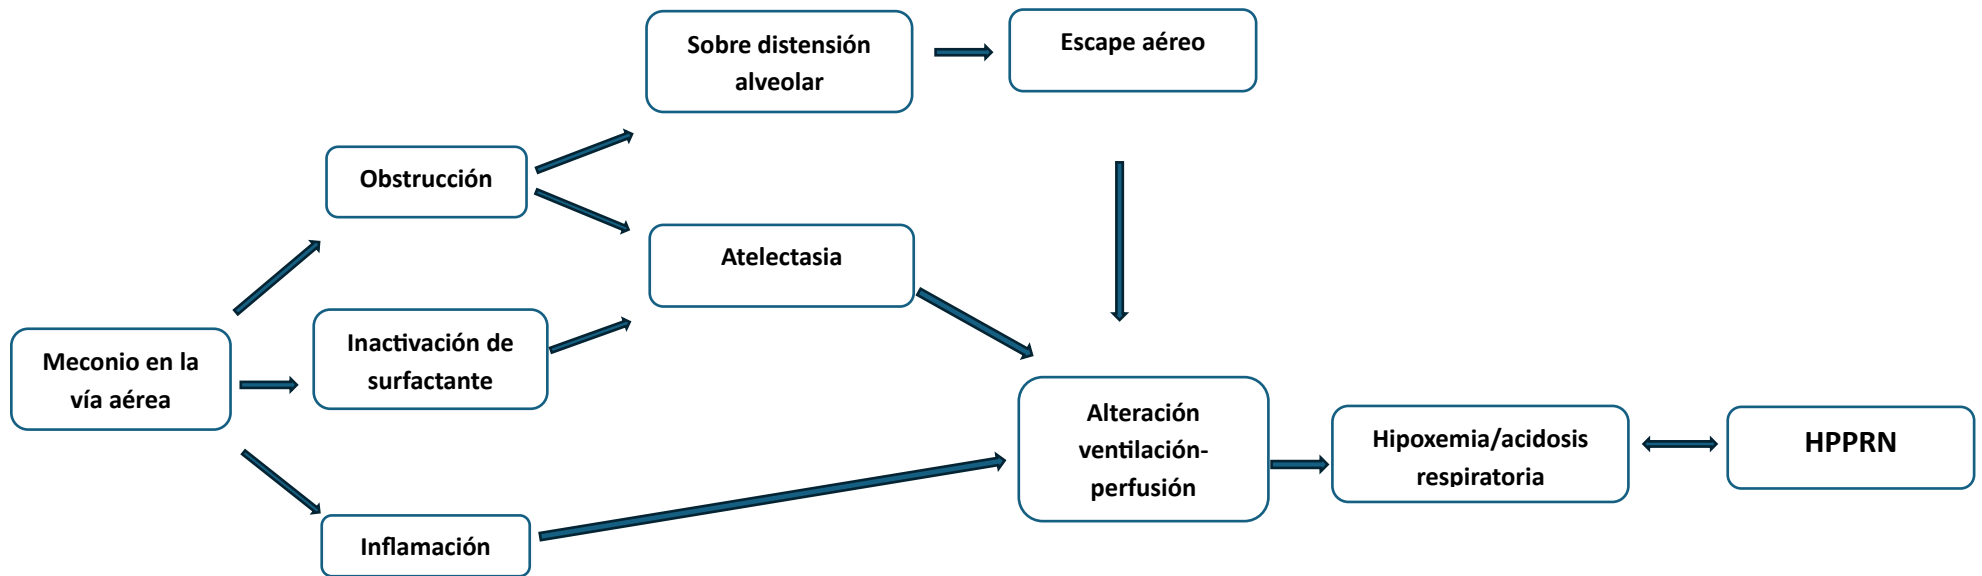 Sobre distensión
alveolar
Escape aéreo
Obstrucción
Atelectasia
Inactivación de
surfactante
Meconio en la
vía aérea
Alteración
ventilación-
perfusión
Hipoxemia/acidosis
respiratoria
HPPRN
Inflamación